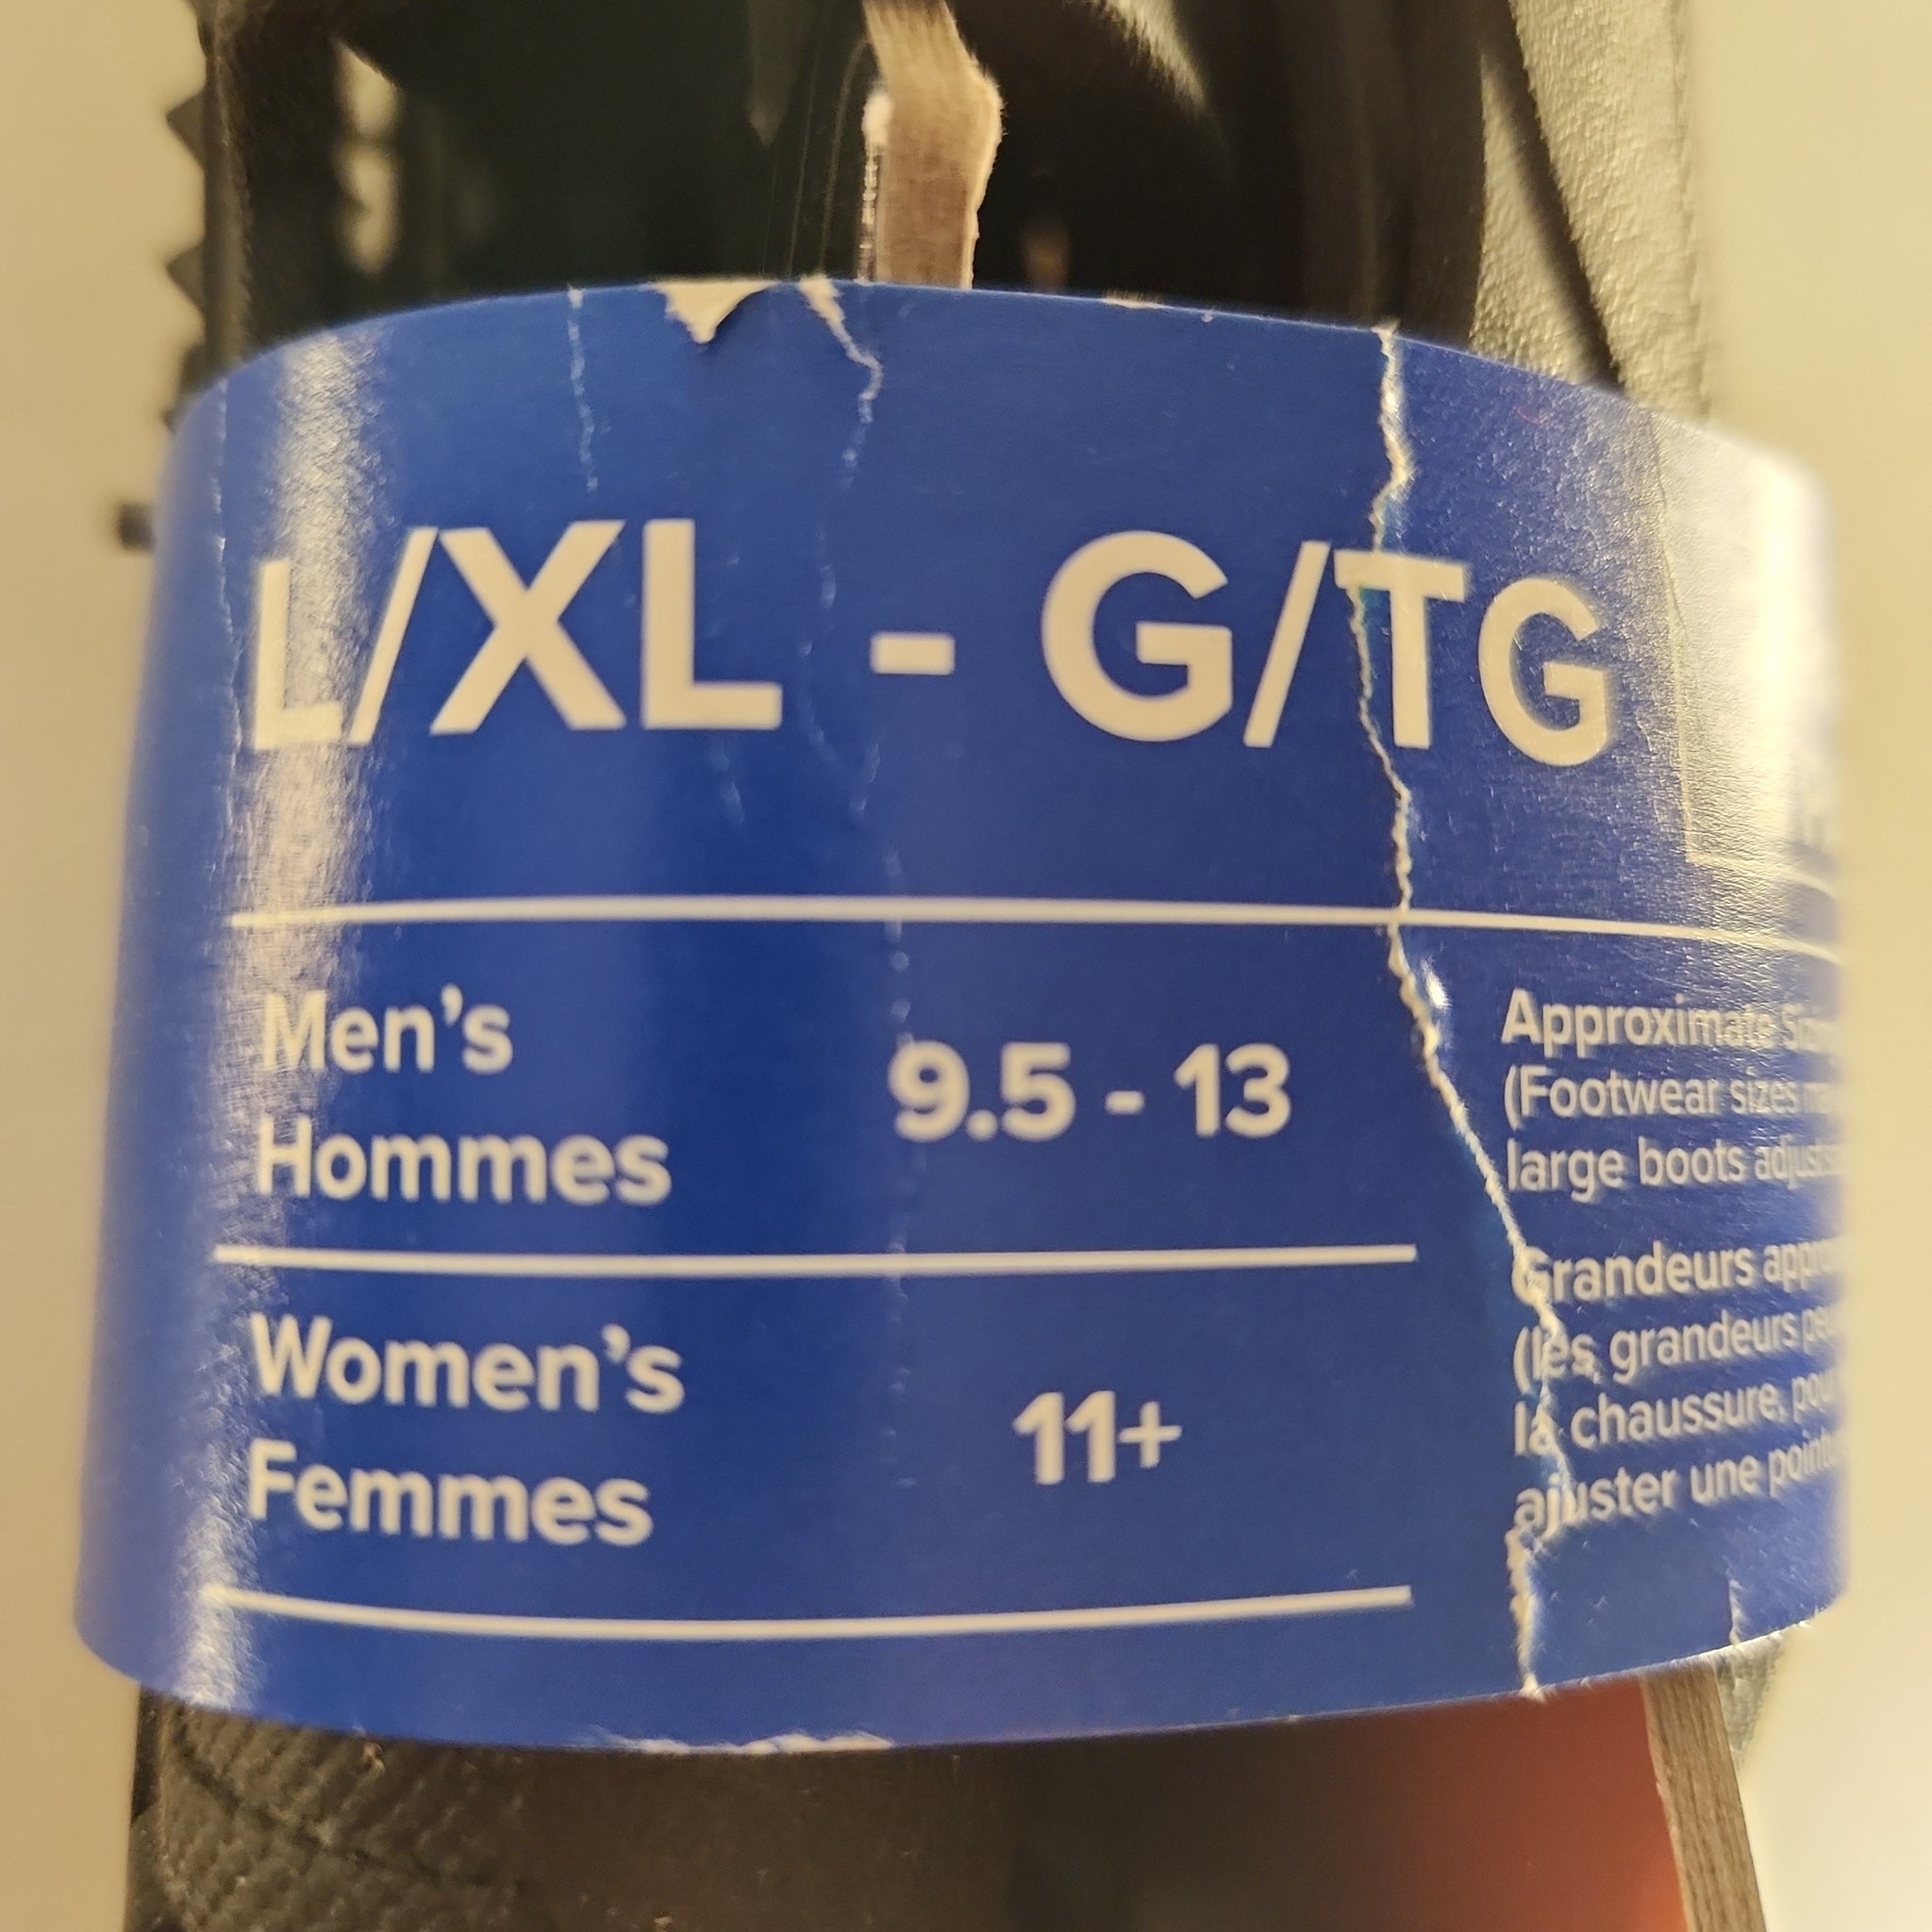 L/XL - G/TG
Men's
Hommes
9.5 - 13
Women's
Femmes
11+
Approximate
(Footwear sizes
large boots
Grandeurs
(les grandeurs
la chaussure,
ajuster une